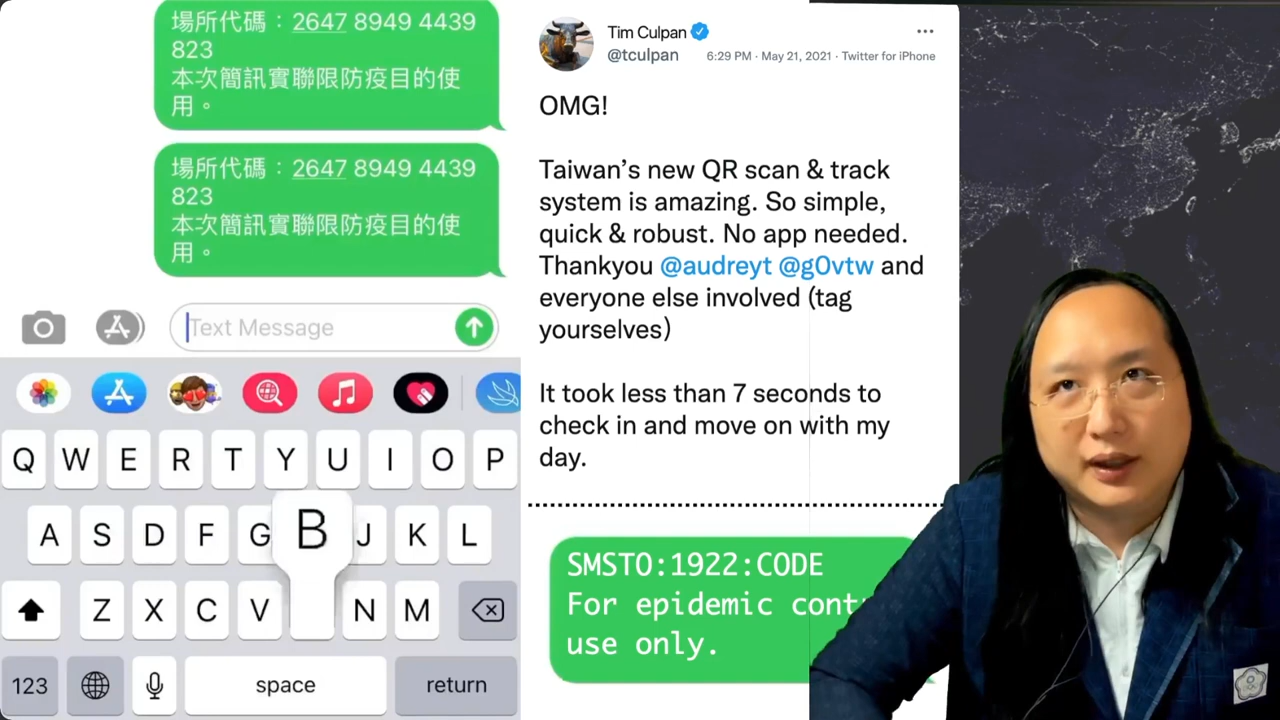 場所代碼：2647 8949 4439
823
本次簡訊實聯限防疫目的使
用。
場所代碼：2647 8949 4439
823
本次簡訊實聯限防疫目的使
用。
Text Message
Q W E R T Y U I O P
A S D F G B J K L
Z X C V N M
123 space return
Tim Culpan
@tculpan 6:29 PM · May 21, 2021 · Twitter for iPhone
OMG!
Taiwan’s new QR scan & track
system is amazing. So simple,
quick & robust. No app needed.
Thankyou @audreyt @g0vtw and
everyone else involved (tag
yourselves)
It took less than 7 seconds to
check in and move on with my
day.
SMSTO:1922:CODE
For epidemic cont
use only.